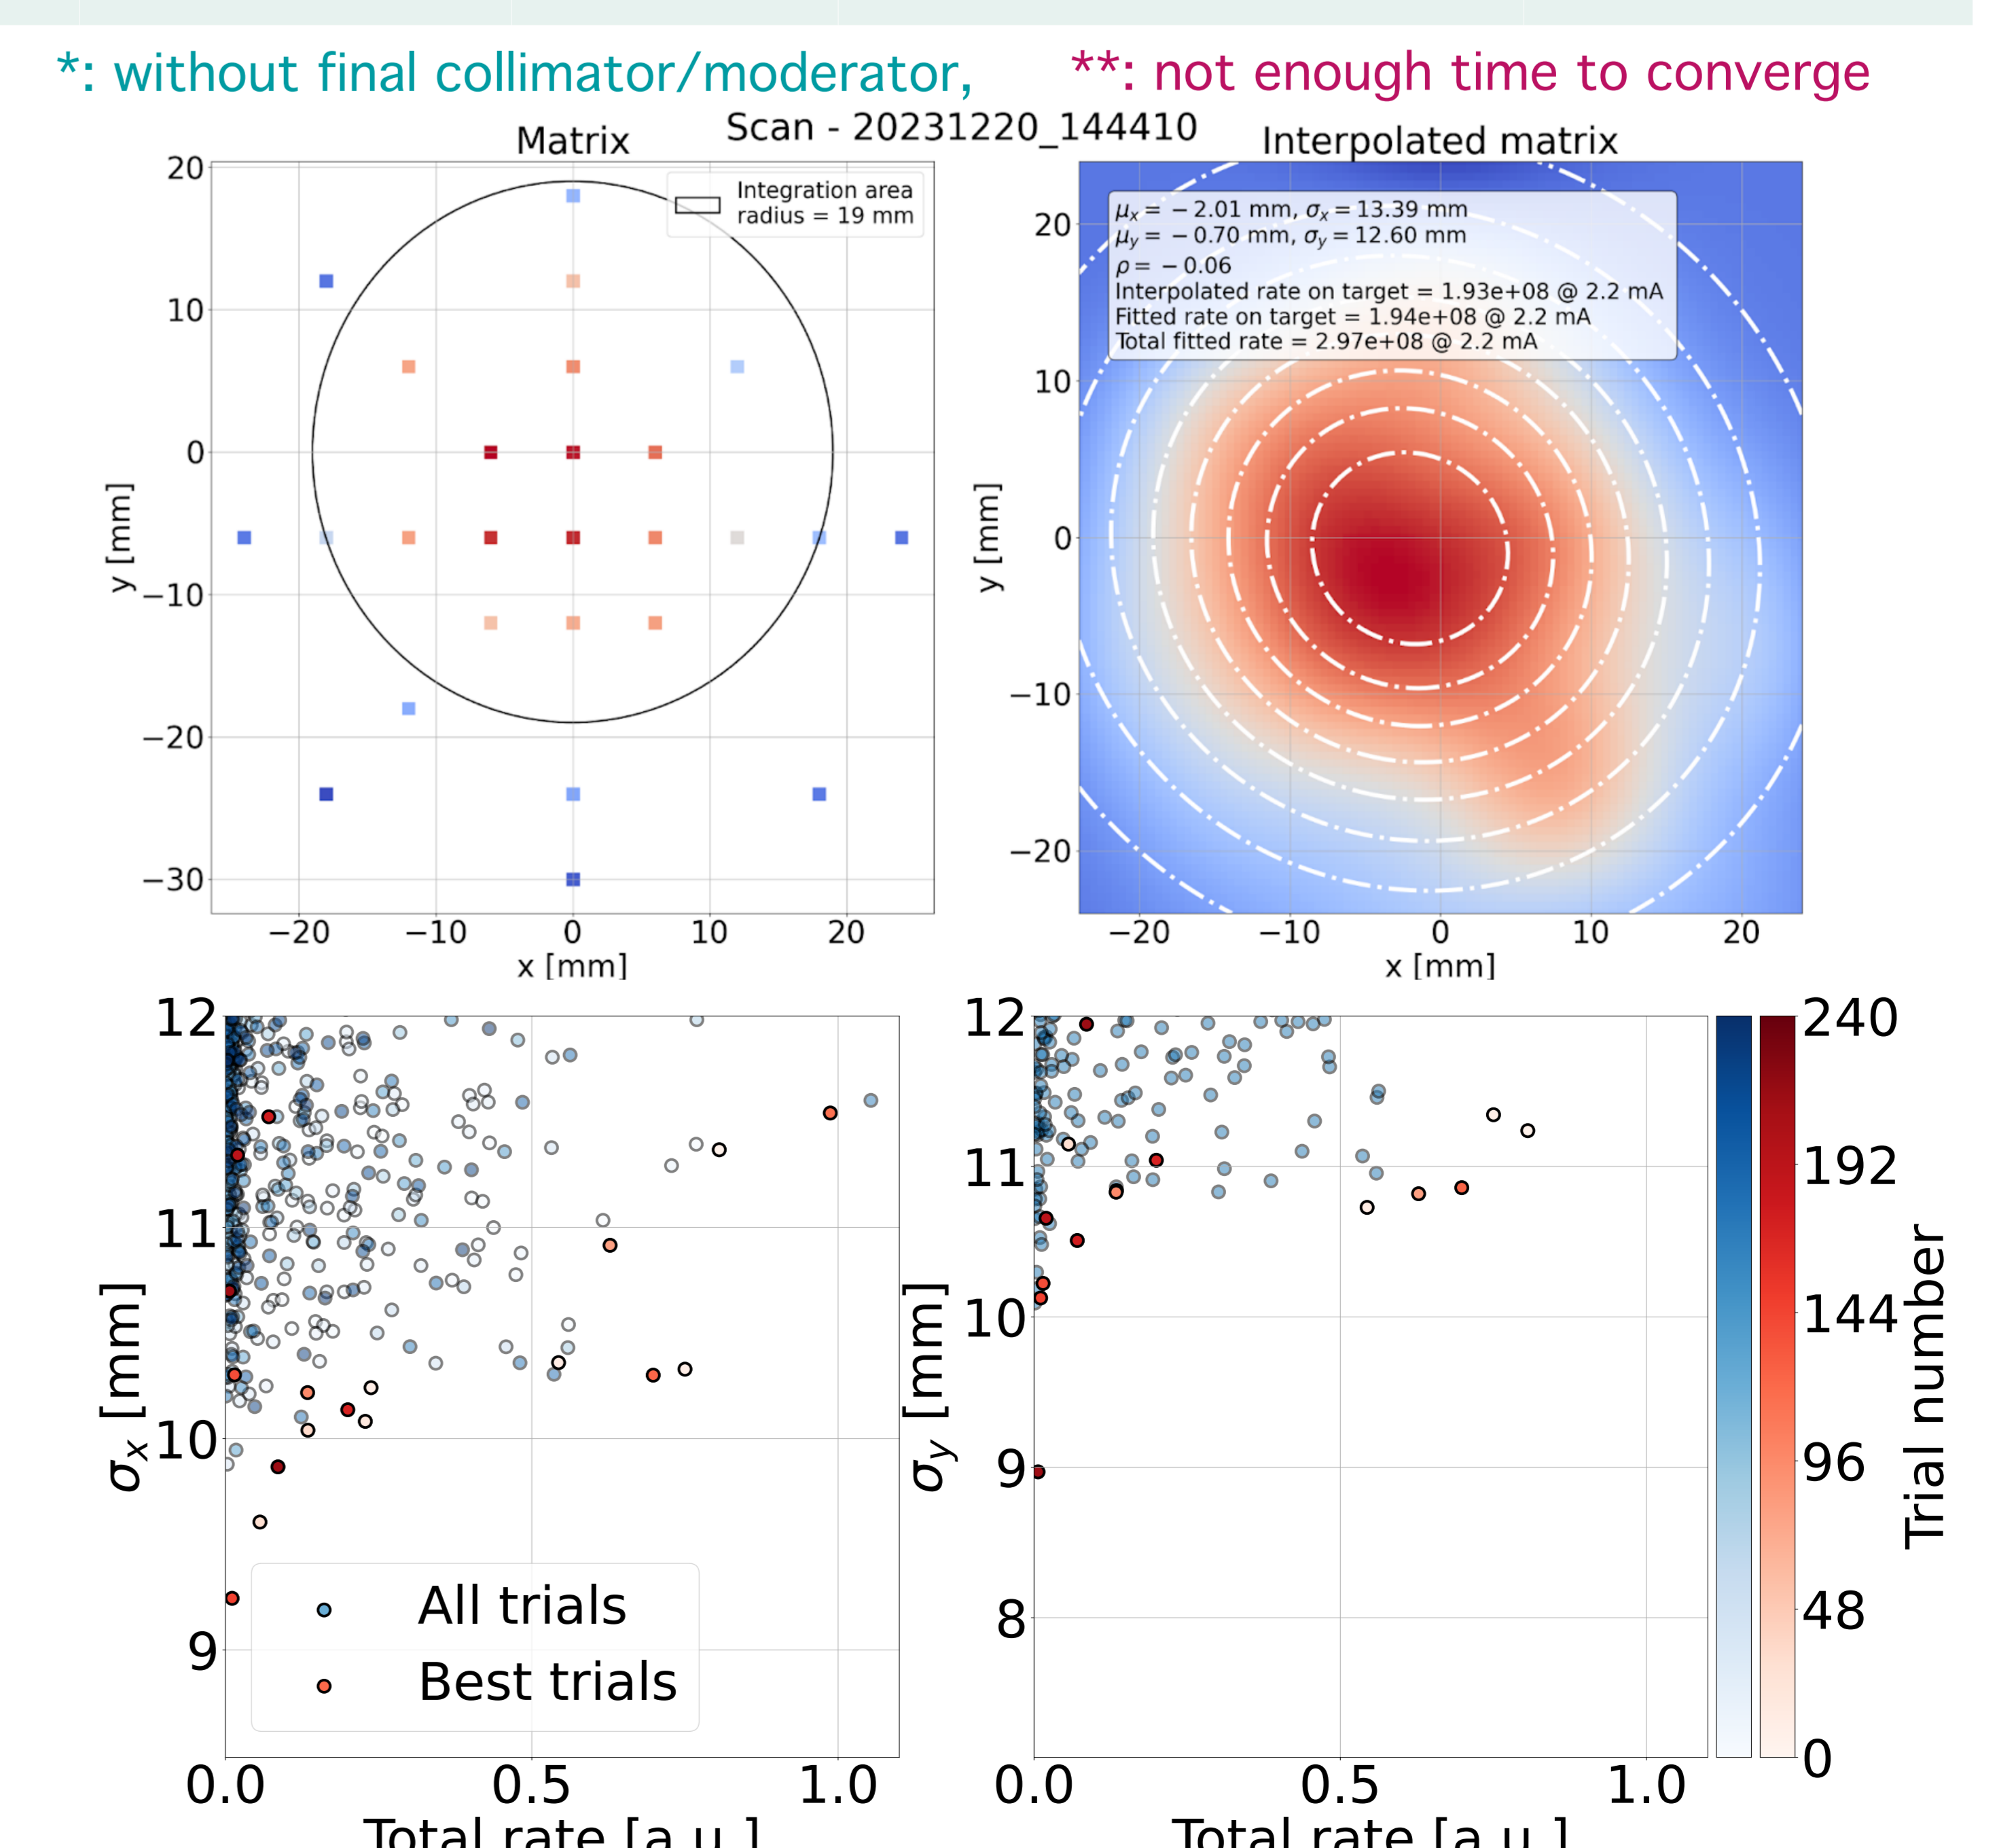 *: without final collimator/moderator,
**: not enough time to converge
Scan - 20231220_144410
Matrix
Integration area
radius = 19 mm
20
10
0
−10
−20
−30
y [mm]
−20 −10 0 10 20
x [mm]
Interpolated matrix
μx = −2.01 mm, σx = 13.39 mm
μy = −0.70 mm, σy = 12.60 mm
ρ = −0.06
Interpolated rate on target = 1.93e+08 @ 2.2 mA
Fitted rate on target = 1.94e+08 @ 2.2 mA
Total fitted rate = 2.97e+08 @ 2.2 mA
20
10
0
−10
−20
y [mm]
−20 −10 0 10 20
x [mm]
12
11
10
9
σx [mm]
All trials
Best trials
0.0 0.5 1.0
Total rate [a.u.]
12
11
10
9
8
σy [mm]
0.0 0.5 1.0
Total rate [a.u.]
240
192
144
96
48
0
Trial number